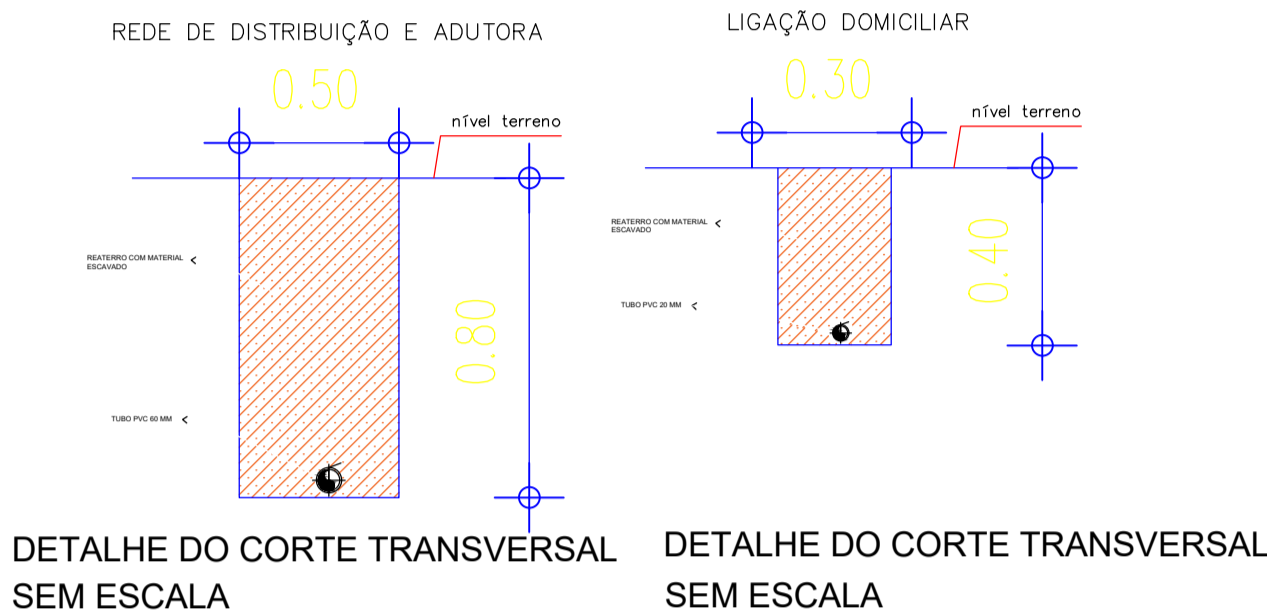 REDE DE DISTRIBUIÇÃO E ADUTORA
0.50
nível terreno
REATERRO COM MATERIAL
ESCAVADO
0.80
TUBO PVC 60 MM
DETALHE DO CORTE TRANSVERSAL
SEM ESCALA
LIGAÇÃO DOMICILIAR
0.30
nível terreno
REATERRO COM MATERIAL
ESCAVADO
0.40
TUBO PVC 20 MM
DETALHE DO CORTE TRANSVERSAL
SEM ESCALA